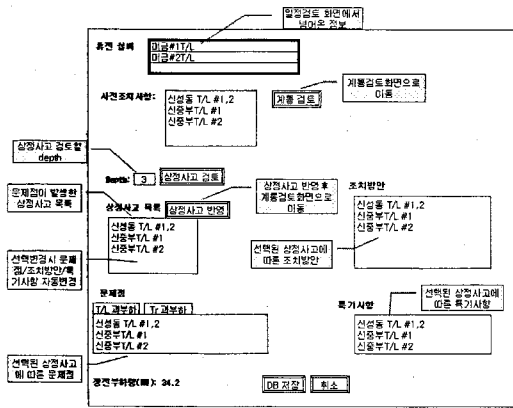 일정검토 화면에서
넘어온 정보
휴전 설비
미금#1T/L
미금#2T/L
사전조치사항:
신성동 T/L #1,2
신중부T/L #1
신중부T/L #2
계통 검토
계통검토화면으로
이동
상정사고 검토할
depth
Depth: 3
상정사고 검토
문제점이 발생한
상정사고 목록
상정사고 목록
상정사고 반영
상정사고 반영 후
계통검토화면으로
이동
조치방안
신성동 T/L #1,2
신중부T/L #1
신중부T/L #2
신성동 T/L #1,2
신중부T/L #1
신중부T/L #2
선택된 상정사고에
따른 조치방안
선택변경시 문제
점/조치방안/특
기사항 자동변경
문제점
T/L 과부하
Tr 과부하
신성동 T/L #1,2
신중부T/L #1
신중부T/L #2
특기사항
선택된 상정사고에
따른 특기사항
신성동 T/L #1,2
신중부T/L #1
신중부T/L #2
선택된 상정사고
에 따른 문제점
정전부하량(㎿): 34.2
DB 저장
취소